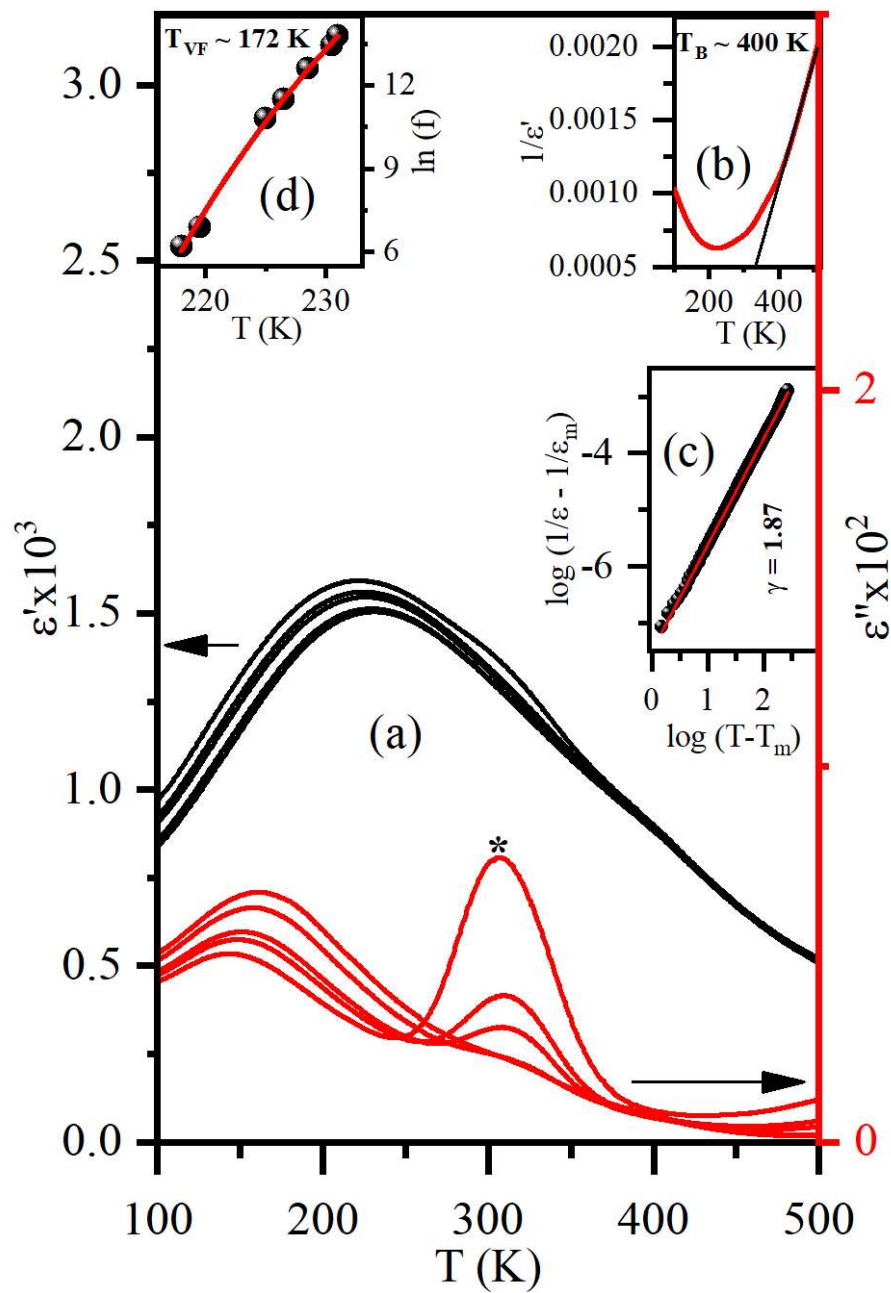 3.0
2.5
2.0
1.5
1.0
0.5
0.0
ε'x10³
100 200 300 400 500
T (K)
2
0
ε''x10²
(a)
*
T_VF ~ 172 K
(d)
12
9
6
ln (f)
220 230
T (K)
T_B ~ 400 K
(b)
0.0020
0.0015
0.0010
0.0005
1/ε'
200 400
T (K)
(c)
-4
-6
log (1/ε - 1/ε_m)
γ = 1.87
0 1 2
log (T-T_m)